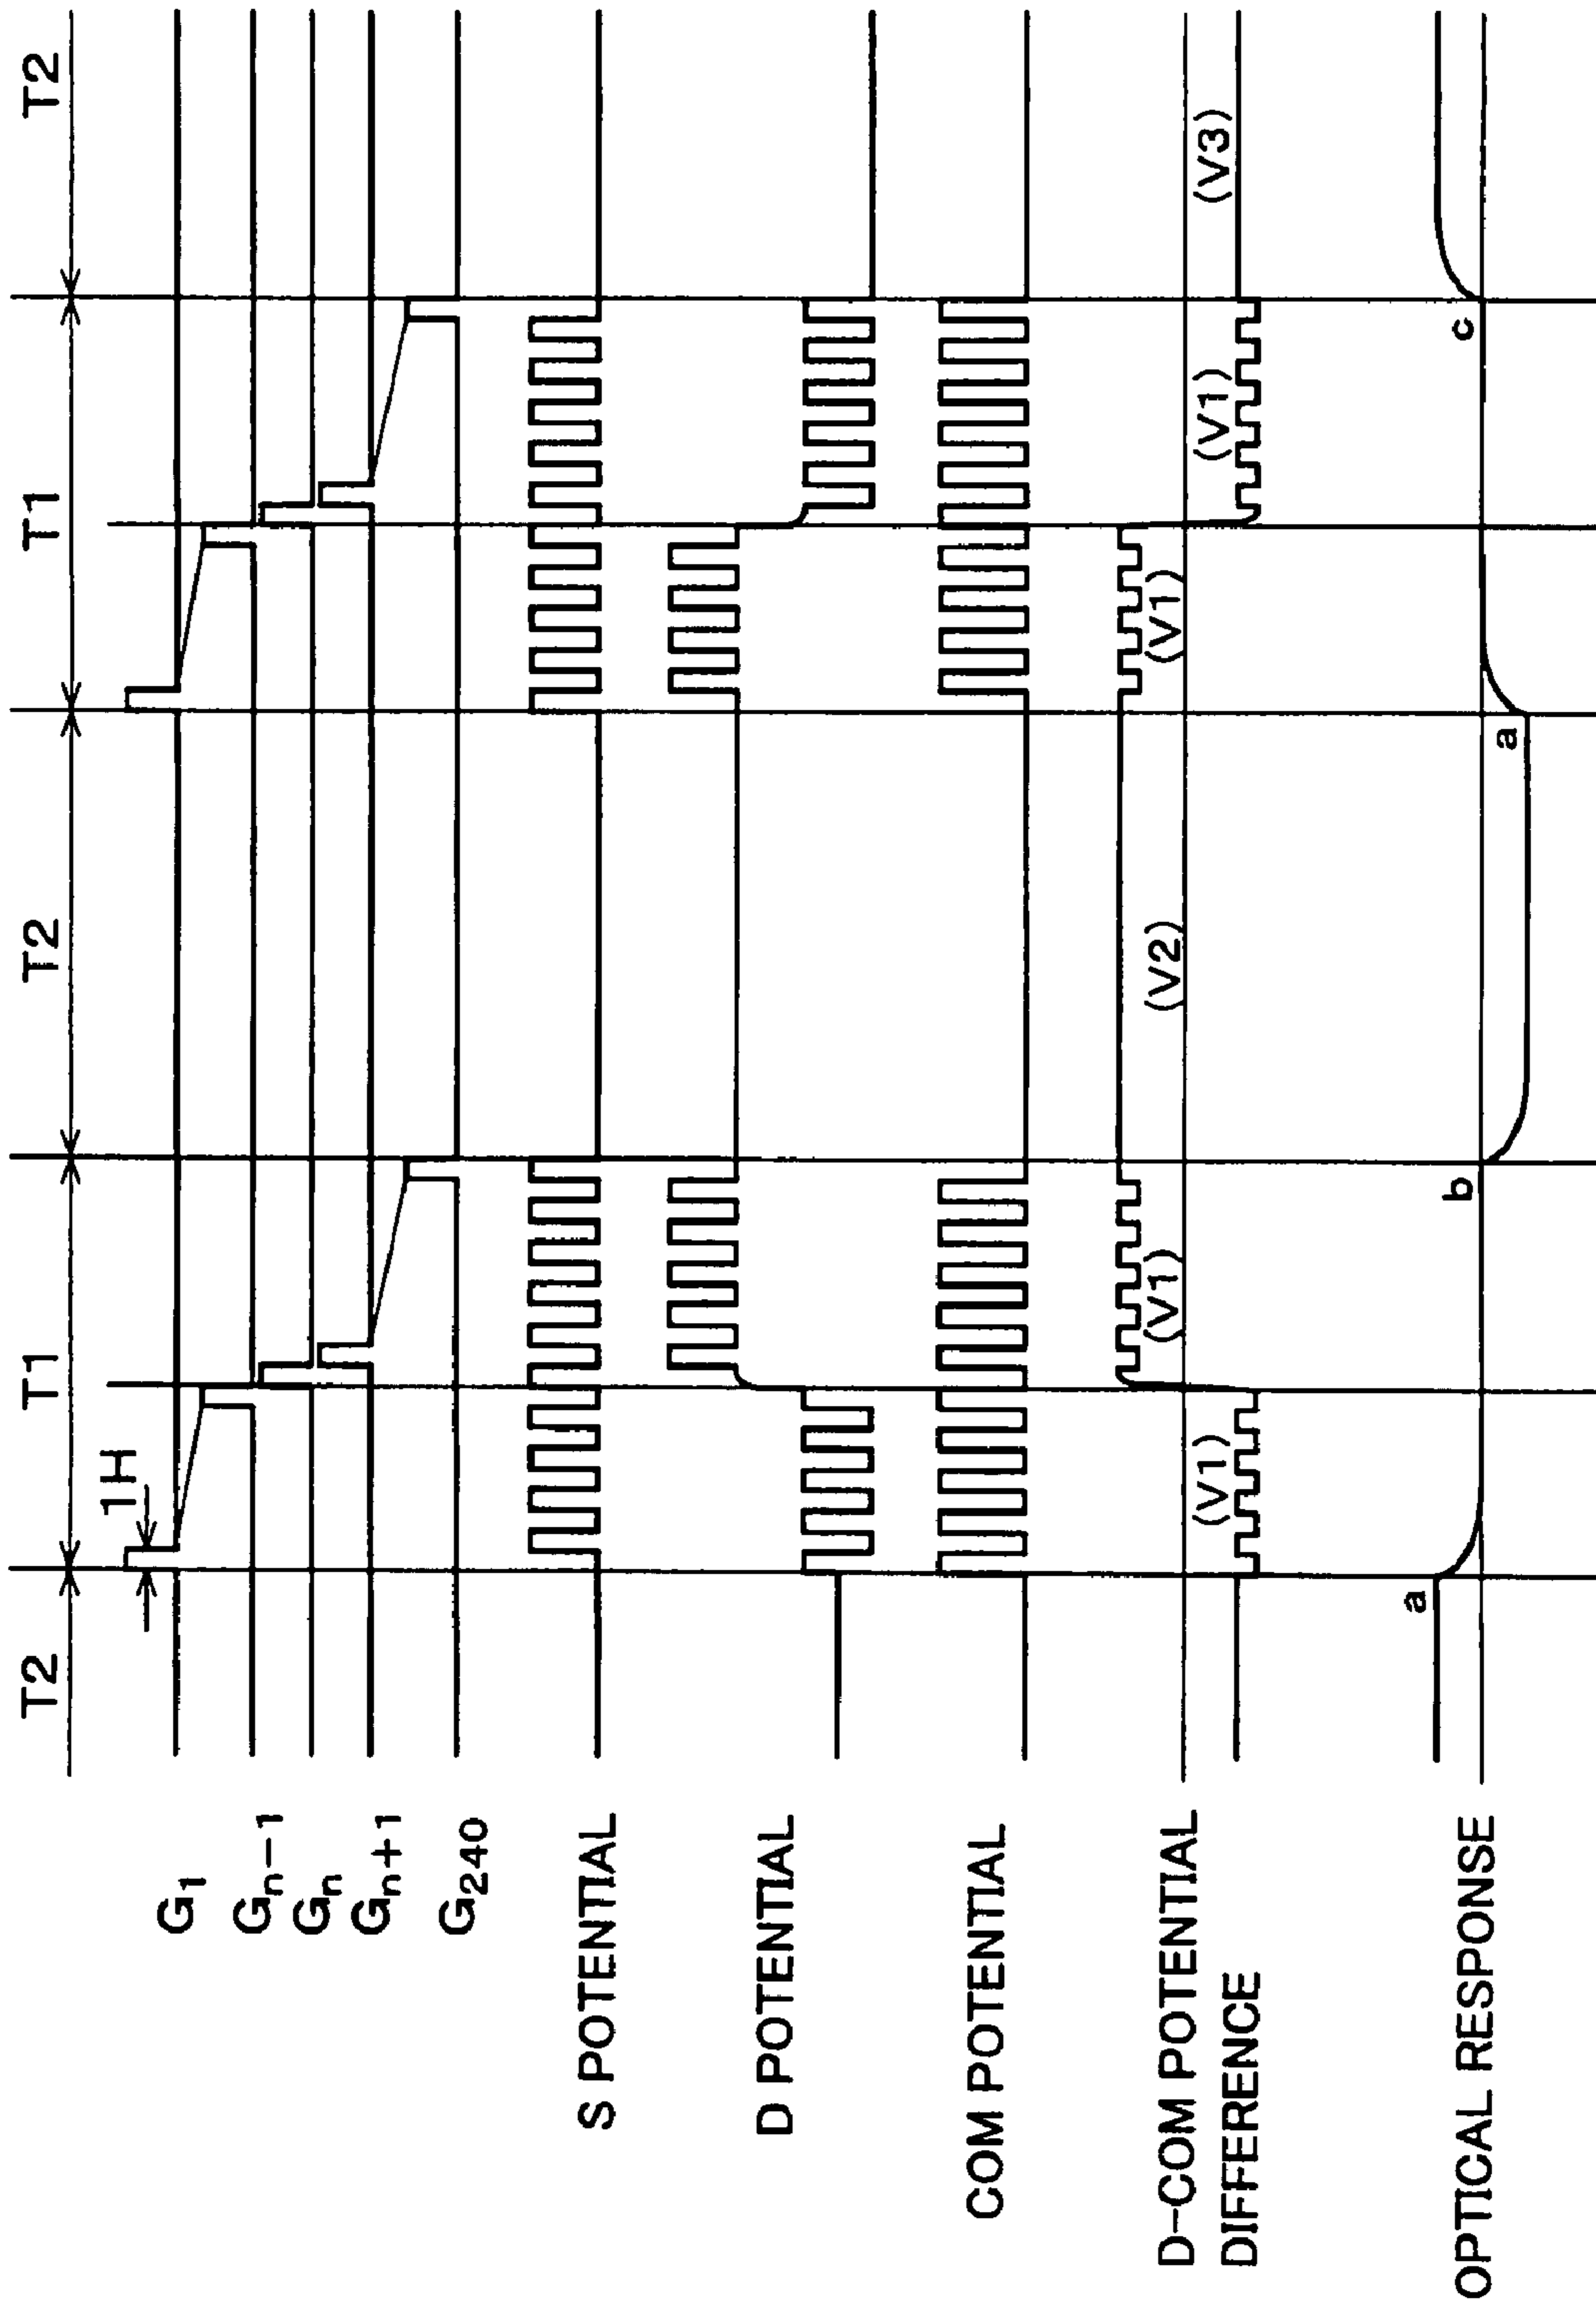 T2 T1 T2 T1 T2
1H
G1
Gn-1
Gn
Gn+1
G240
S POTENTIAL
D POTENTIAL
COM POTENTIAL
D-COM POTENTIAL
DIFFERENCE
(V1) (V2) (V1)
(V1) (V1) (V3)
OPTICAL RESPONSE
a b a c